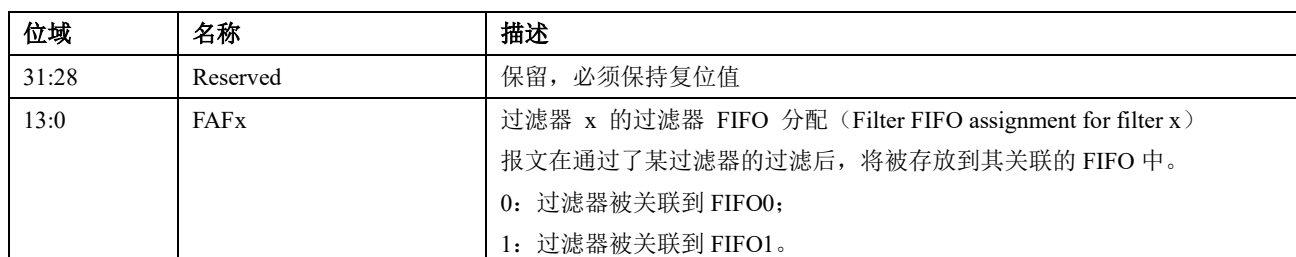 位域 名称 描述
31:28 Reserved 保留，必须保持复位值
13:0 FAFx 过滤器 x 的过滤器 FIFO 分配（Filter FIFO assignment for filter x）
报文在通过了某过滤器的过滤后，将被存放到其关联的 FIFO 中。
0：过滤器被关联到 FIFO0；
1：过滤器被关联到 FIFO1。